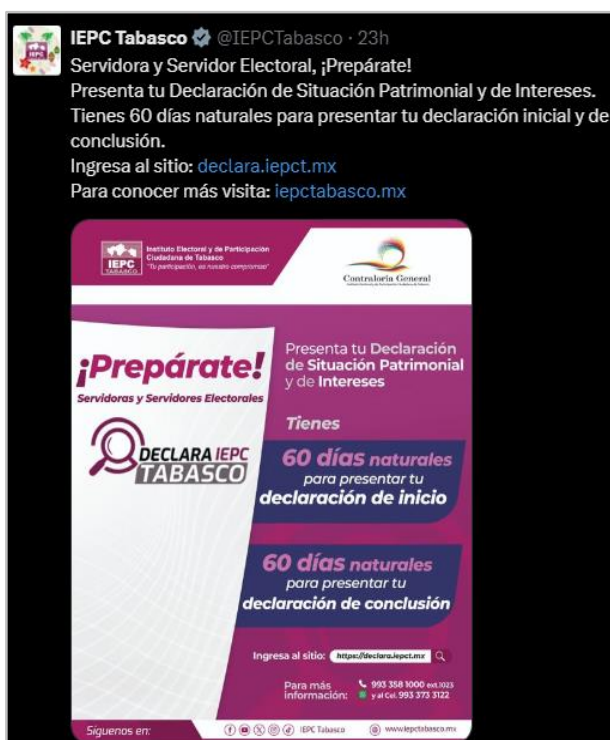 IEPC Tabasco @IEPCTabasco · 23h
Servidora y Servidor Electoral, ¡Prepárate!
Presenta tu Declaración de Situación Patrimonial y de Intereses.
Tienes 60 días naturales para presentar tu declaración inicial y de
conclusión.
Ingresa al sitio: declara.iepct.mx
Para conocer más visita: iepctabasco.mx
IEPC
TABASCO
Instituto Electoral y de Participación
Ciudadana de Tabasco
"Tu participación, es nuestro compromiso"
Contraloría General
¡Prepárate!
Servidoras y Servidores Electorales
DECLARA IEPC
TABASCO
Presenta tu Declaración
de Situación Patrimonial
y de Intereses
Tienes
60 días naturales
para presentar tu
declaración de inicio
60 días naturales
para presentar tu
declaración de conclusión
Ingresa al sitio: https://declara.iepct.mx
Para más
información:
993 358 1000 ext.1023
y al Cel. 993 373 3122
Síguenos en:
IEPC Tabasco
www.iepctabasco.mx